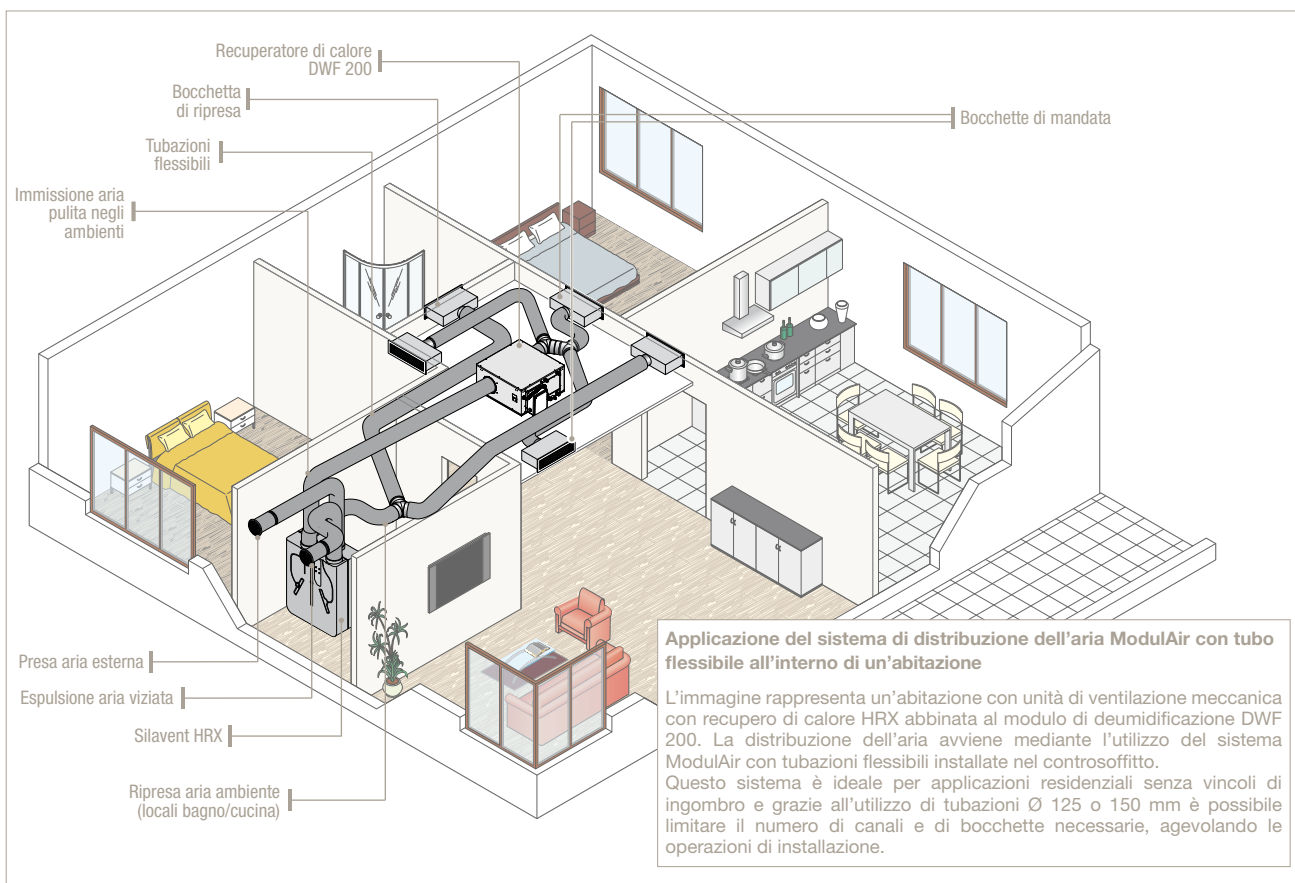 Recuperatore di calore
DWF 200
Bocchetta
di ripresa
Bocchette di mandata
Tubazioni
flessibili
Immissione aria
pulita negli
ambienti
Presa aria esterna
Espulsione aria viziata
Silavent HRX
Ripresa aria ambiente
(locali bagno/cucina)
Applicazione del sistema di distribuzione dell’aria ModulAir con tubo
flessibile all’interno di un’abitazione
L’immagine rappresenta un’abitazione con unità di ventilazione meccanica
con recupero di calore HRX abbinata al modulo di deumidificazione DWF
200. La distribuzione dell’aria avviene mediante l’utilizzo del sistema
ModulAir con tubazioni flessibili installate nel controsoffitto.
Questo sistema è ideale per applicazioni residenziali senza vincoli di
ingombro e grazie all’utilizzo di tubazioni Ø 125 o 150 mm è possibile
limitare il numero di canali e di bocchette necessarie, agevolando le
operazioni di installazione.